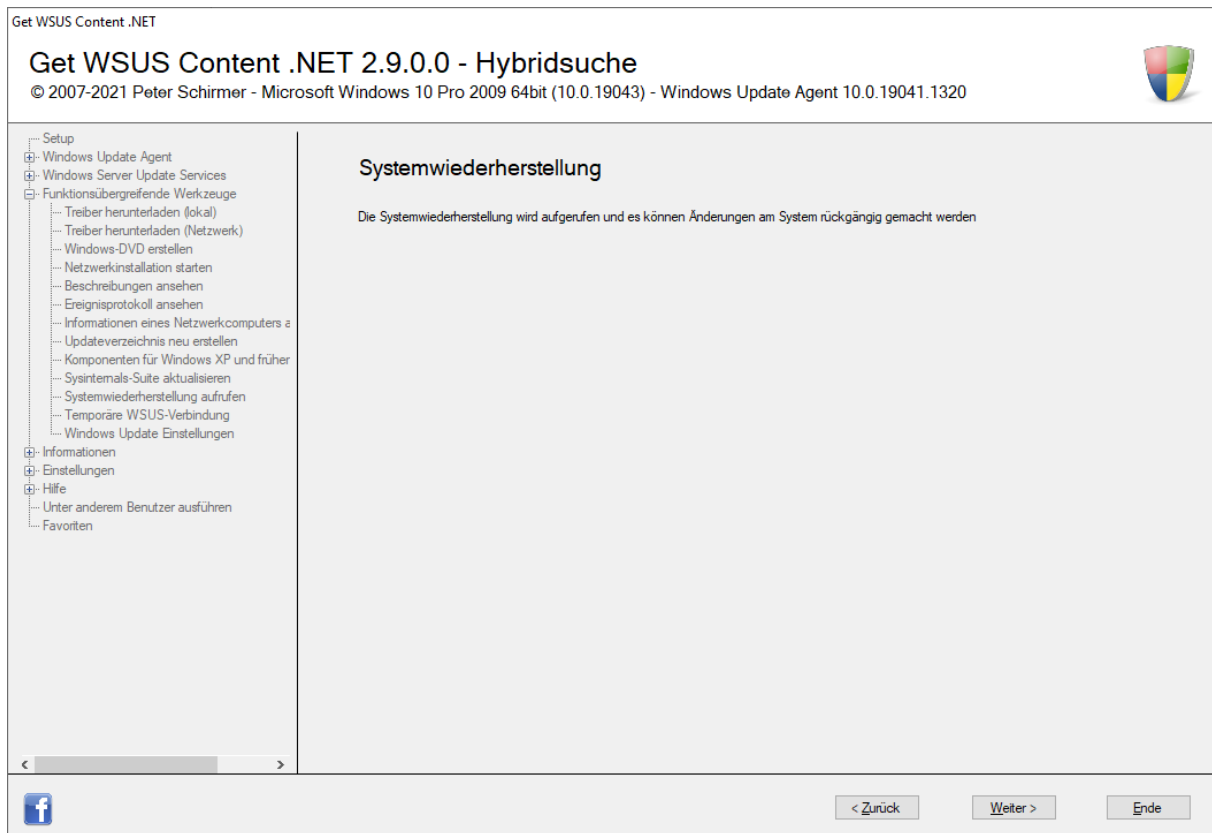 Get WSUS Content .NET
Get WSUS Content .NET 2.9.0.0 - Hybridsuche
© 2007-2021 Peter Schirmer - Microsoft Windows 10 Pro 2009 64bit (10.0.19043) - Windows Update Agent 10.0.19041.1320
Setup
Windows Update Agent
Windows Server Update Services
Funktionsübergreifende Werkzeuge
Treiber herunterladen (lokal)
Treiber herunterladen (Netzwerk)
Windows-DVD erstellen
Netzwerkinstallation starten
Beschreibungen ansehen
Ereignisprotokoll ansehen
Informationen eines Netzwerkcomputers a
Updateverzeichnis neu erstellen
Komponenten für Windows XP und früher
Sysinternals-Suite aktualisieren
Systemwiederherstellung aufrufen
Temporäre WSUS-Verbindung
Windows Update Einstellungen
Informationen
Einstellungen
Hilfe
Unter anderem Benutzer ausführen
Favoriten
Systemwiederherstellung
Die Systemwiederherstellung wird aufgerufen und es können Änderungen am System rückgängig gemacht werden
< Zurück
Weiter >
Ende